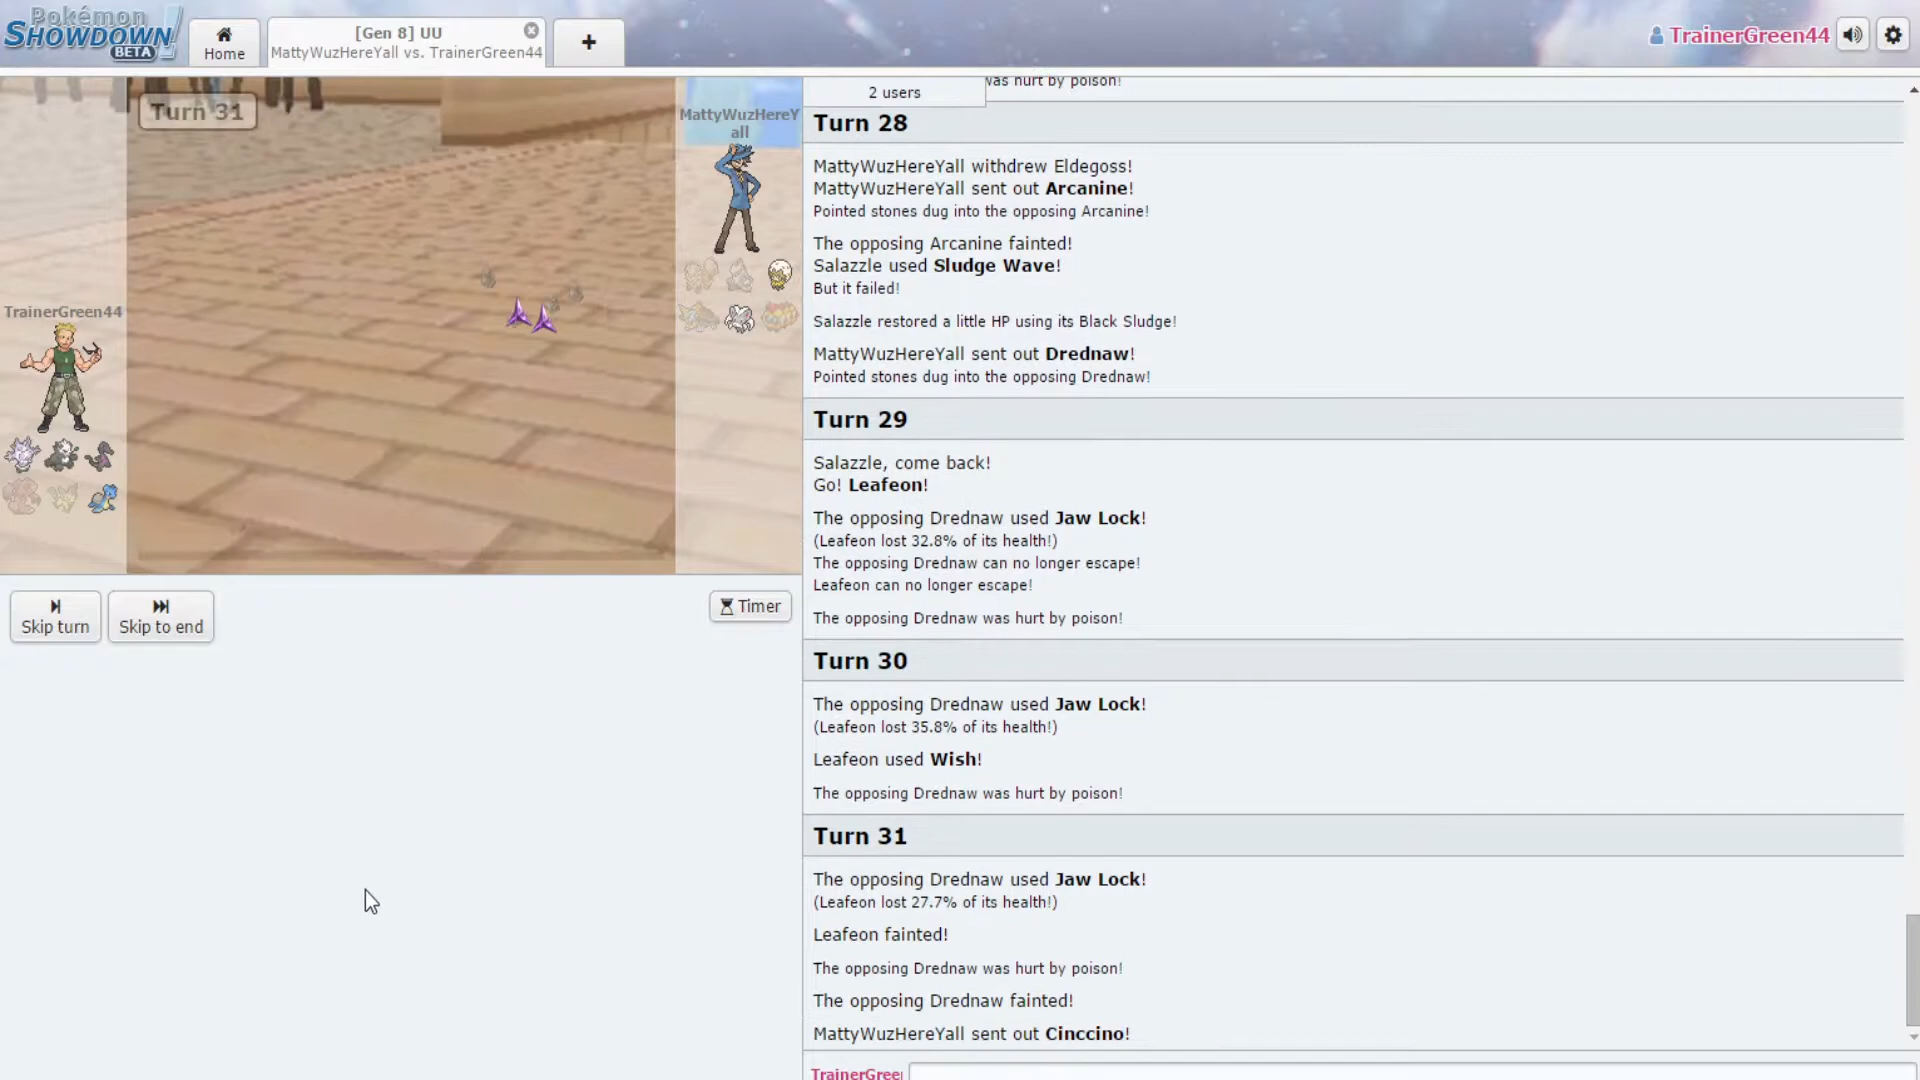 Pokémon
SHOWDOWN!
BETA
Home
[Gen 8] UU
MattyWuzHereYall vs. TrainerGreen44
+
TrainerGreen44
Turn 31
MattyWuzHereY
all
TrainerGreen44
Skip turn
Skip to end
Timer
2 users
was hurt by poison!
Turn 28
MattyWuzHereYall withdrew Eldegoss!
MattyWuzHereYall sent out Arcanine!
Pointed stones dug into the opposing Arcanine!
The opposing Arcanine fainted!
Salazzle used Sludge Wave!
But it failed!
Salazzle restored a little HP using its Black Sludge!
MattyWuzHereYall sent out Drednaw!
Pointed stones dug into the opposing Drednaw!
Turn 29
Salazzle, come back!
Go! Leafeon!
The opposing Drednaw used Jaw Lock!
(Leafeon lost 32.8% of its health!)
The opposing Drednaw can no longer escape!
Leafeon can no longer escape!
The opposing Drednaw was hurt by poison!
Turn 30
The opposing Drednaw used Jaw Lock!
(Leafeon lost 35.8% of its health!)
Leafeon used Wish!
The opposing Drednaw was hurt by poison!
Turn 31
The opposing Drednaw used Jaw Lock!
(Leafeon lost 27.7% of its health!)
Leafeon fainted!
The opposing Drednaw was hurt by poison!
The opposing Drednaw fainted!
MattyWuzHereYall sent out Cinccino!
TrainerGree